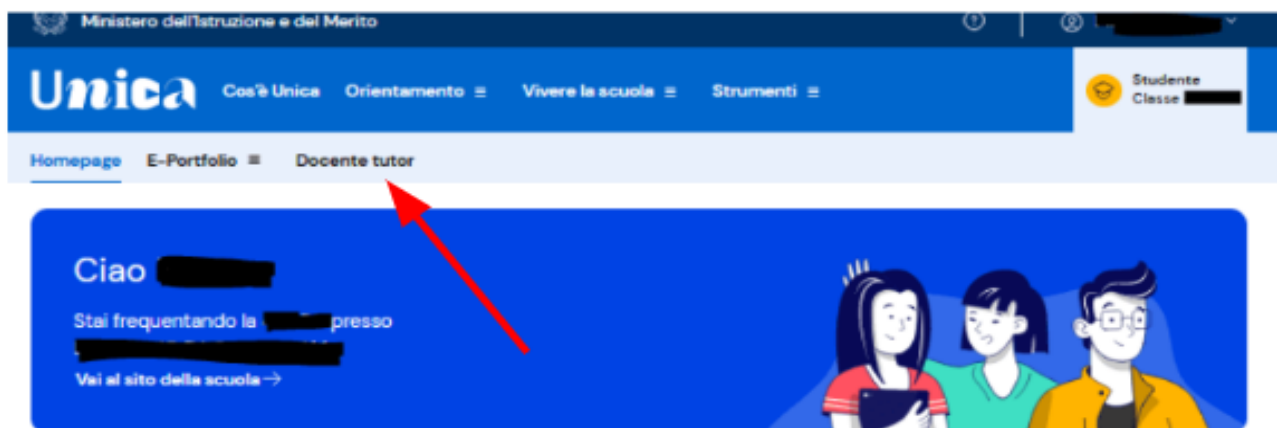 Ministero dell'Istruzione e del Merito
Unica Cos'è Unica Orientamento Vivere la scuola Strumenti
Studente
Classe
Homepage E-Portfolio Docente tutor
Ciao
Stai frequentando la presso
Vai al sito della scuola→